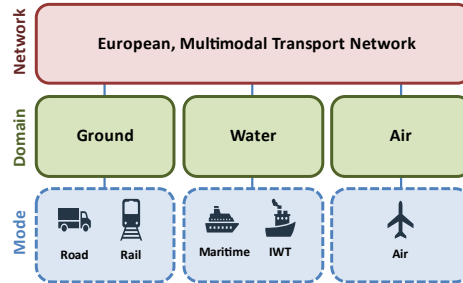 Network
European, Multimodal Transport Network
Domain
Ground
Water
Air
Mode
Road
Rail
Maritime
IWT
Air